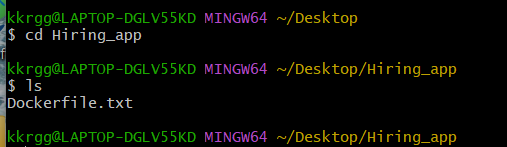 kkrgg@LAPTOP-DGLV55KD MINGW64 ~/Desktop
$ cd Hiring_app
kkrgg@LAPTOP-DGLV55KD MINGW64 ~/Desktop/Hiring_app
$ ls
Dockerfile.txt
kkrgg@LAPTOP-DGLV55KD MINGW64 ~/Desktop/Hiring_app